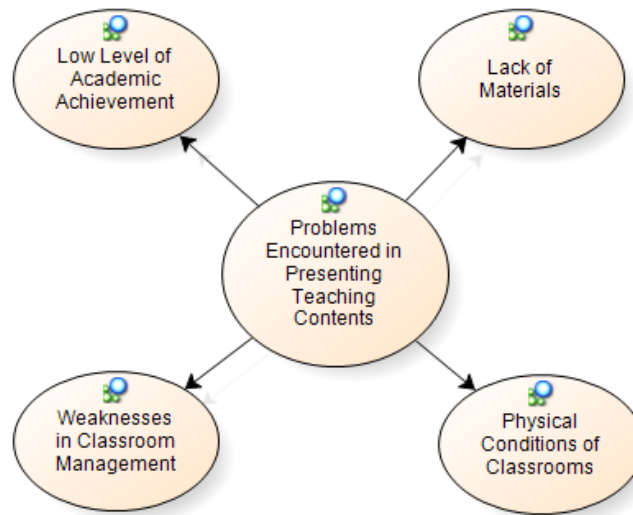 Low Level of
Academic
Achievement
Lack of
Materials
Problems
Encountered in
Presenting
Teaching
Contents
Weaknesses
in Classroom
Management
Physical
Conditions of
Classrooms